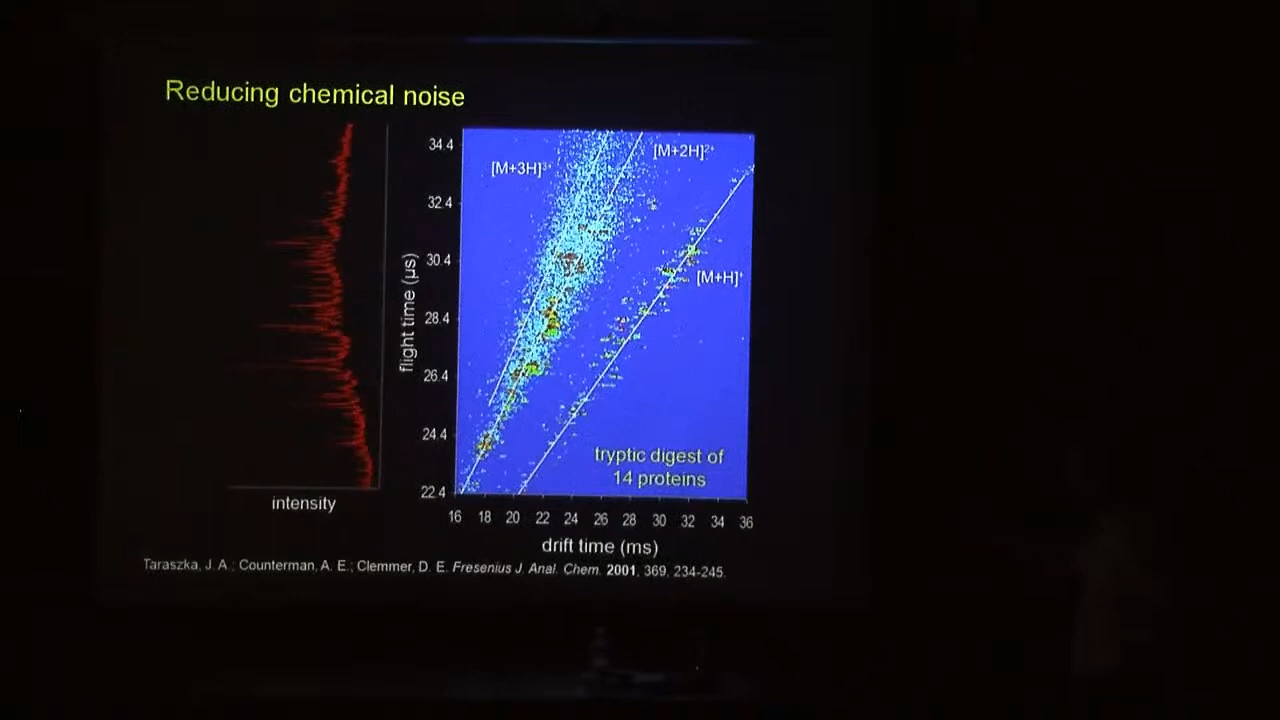 Reducing chemical noise
34.4
32.4
30.4
28.4
26.4
24.4
22.4
flight time (µs)
[M+3H]³⁺
[M+2H]²⁺
[M+H]⁺
tryptic digest of
14 proteins
16 18 20 22 24 26 28 30 32 34 36
drift time (ms)
intensity
Taraszka, J. A.; Counterman, A. E.; Clemmer, D. E. Fresenius J. Anal. Chem. 2001, 369, 234-245.